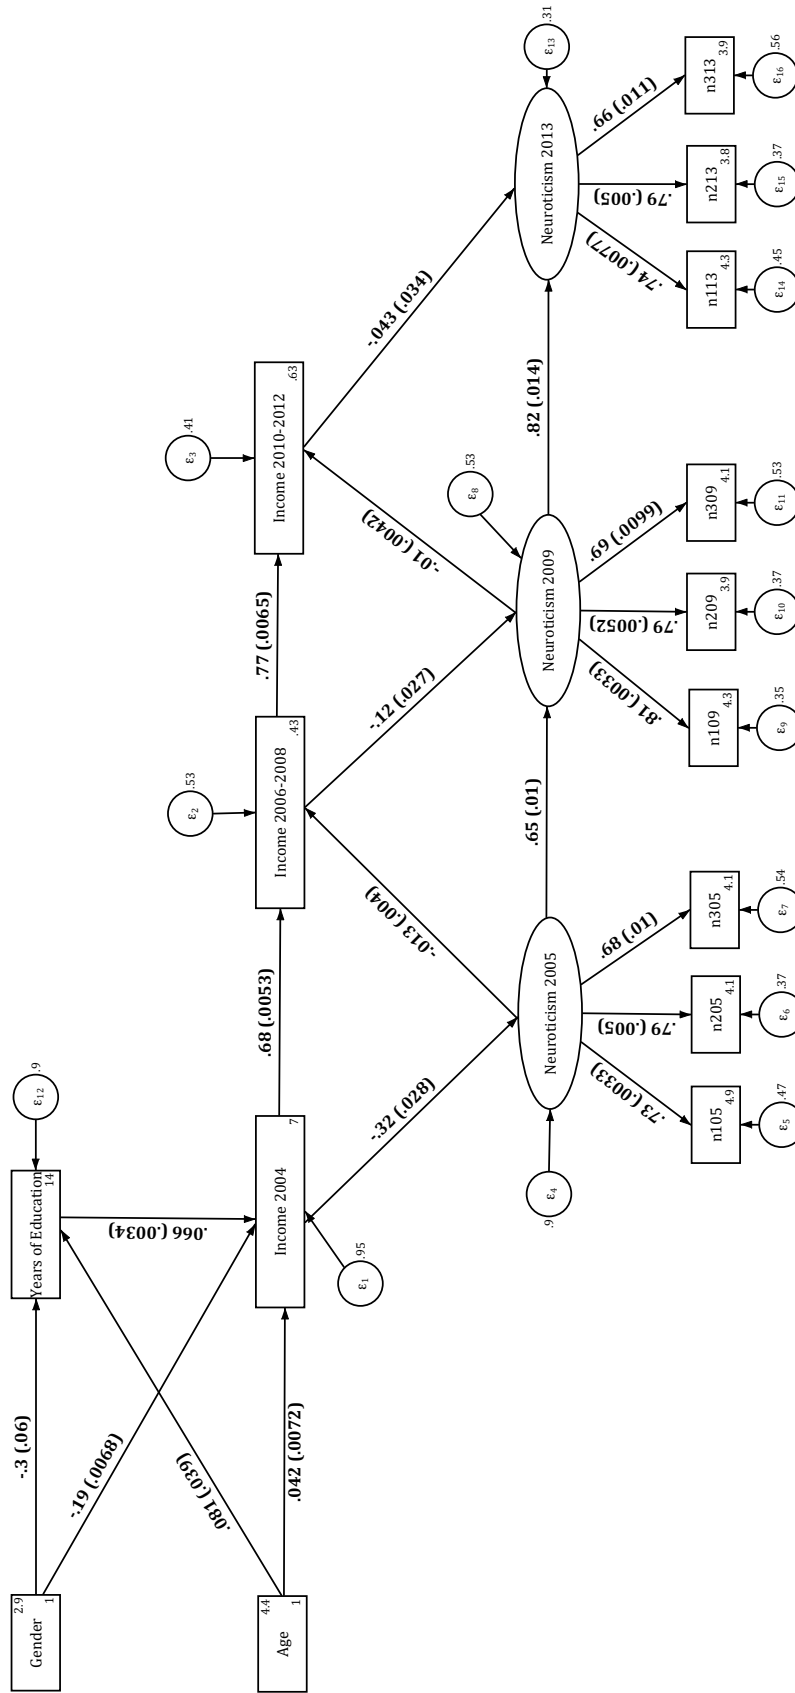 Gender
2.9
1
-.3 (.06)
Years of Education
14
ε12
.9
-.19 (.0068)
.081 (.039)
.066 (.0034)
Age
4.4
1
.042 (.0072)
Income 2004
7
ε1
.95
.68 (.0053)
Income 2006-2008
.43
ε2
.53
.77 (.0065)
Income 2010-2012
.63
ε3
.41
-.32 (.028)
-.013 (.004)
-.12 (.027)
-.01 (.0042)
-.043 (.034)
ε4
.9
Neuroticism 2005
.65 (.01)
Neuroticism 2009
ε8
.53
.82 (.014)
Neuroticism 2013
ε13
.31
.73 (.0033)
.79 (.005)
.68 (.01)
.81 (.0033)
.79 (.0052)
.69 (.0099)
.74 (.0077)
.79 (.005)
.66 (.011)
n105
4.9
n205
4.1
n305
4.1
n109
4.3
n209
3.9
n309
4.1
n113
4.3
n213
3.8
n313
3.9
ε5
.47
ε6
.37
ε7
.54
ε9
.35
ε10
.37
ε11
.53
ε14
.45
ε15
.37
ε16
.56